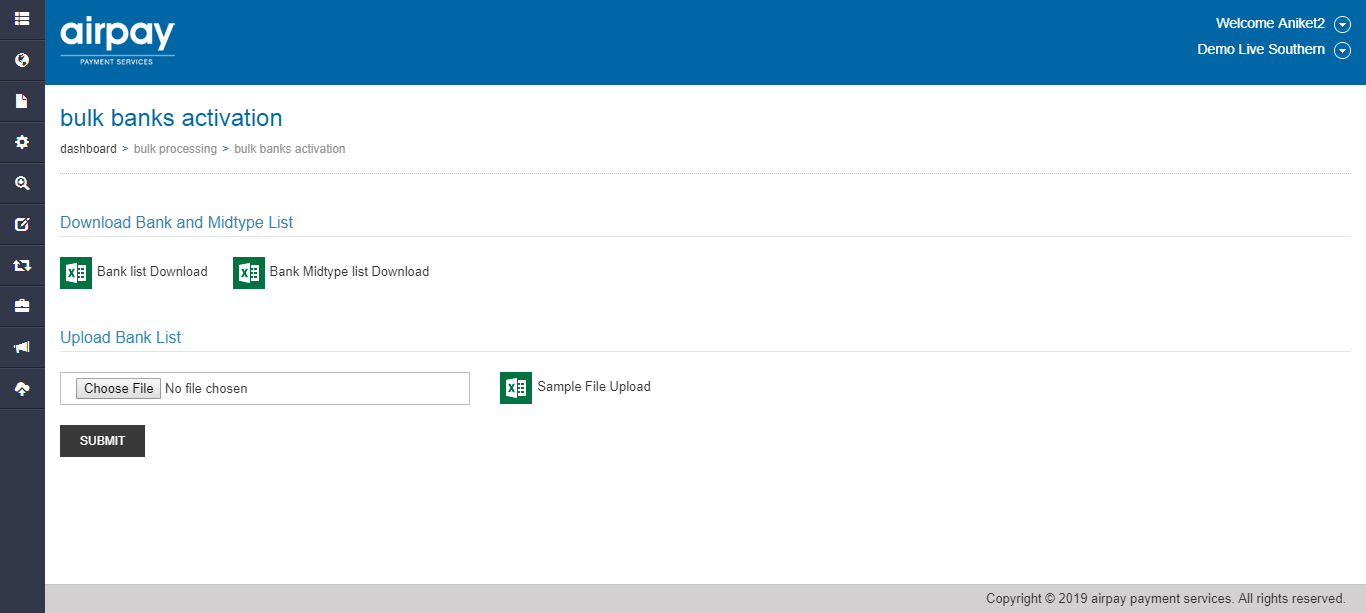 airpay
PAYMENT SERVICES
Welcome Aniket2
Demo Live Southern
bulk banks activation
dashboard > bulk processing > bulk banks activation
Download Bank and Midtype List
Bank list Download Bank Midtype list Download
Upload Bank List
Choose File No file chosen Sample File Upload
SUBMIT
Copyright © 2019 airpay payment services. All rights reserved.